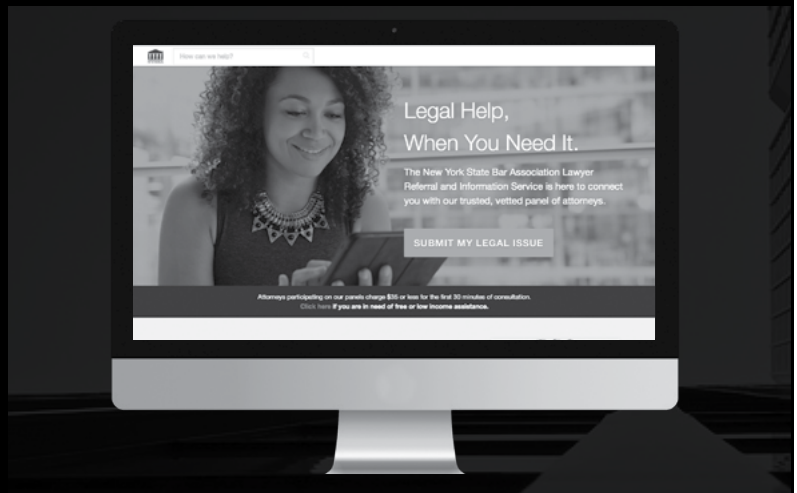 How can we help?
Legal Help,
When You Need It.
The New York State Bar Association Lawyer
Referral and Information Service is here to connect
you with our trusted, vetted panel of attorneys.
SUBMIT MY LEGAL ISSUE
Attorneys participating on our panels charge $35 or less for the first 30 minutes of consultation.
Click here if you are in need of free or low income assistance.